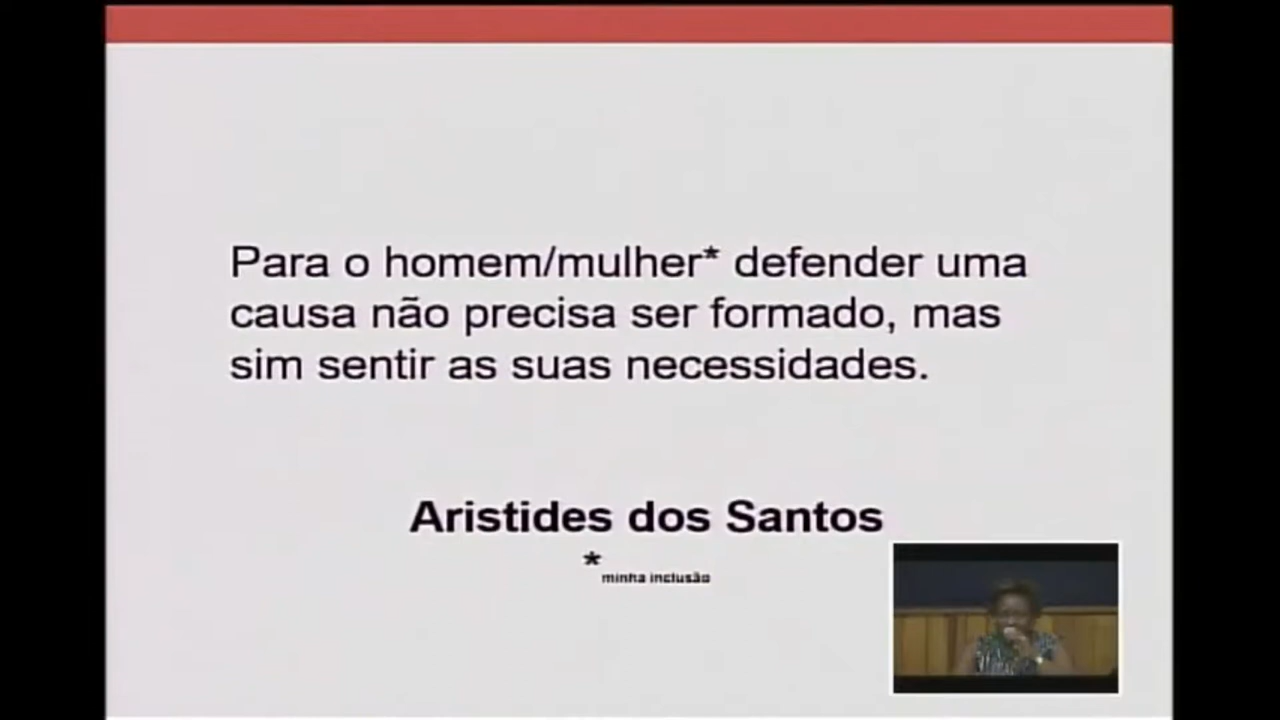 Para o homem/mulher* defender uma
causa não precisa ser formado, mas
sim sentir as suas necessidades.
Aristides dos Santos
*minha inclusão